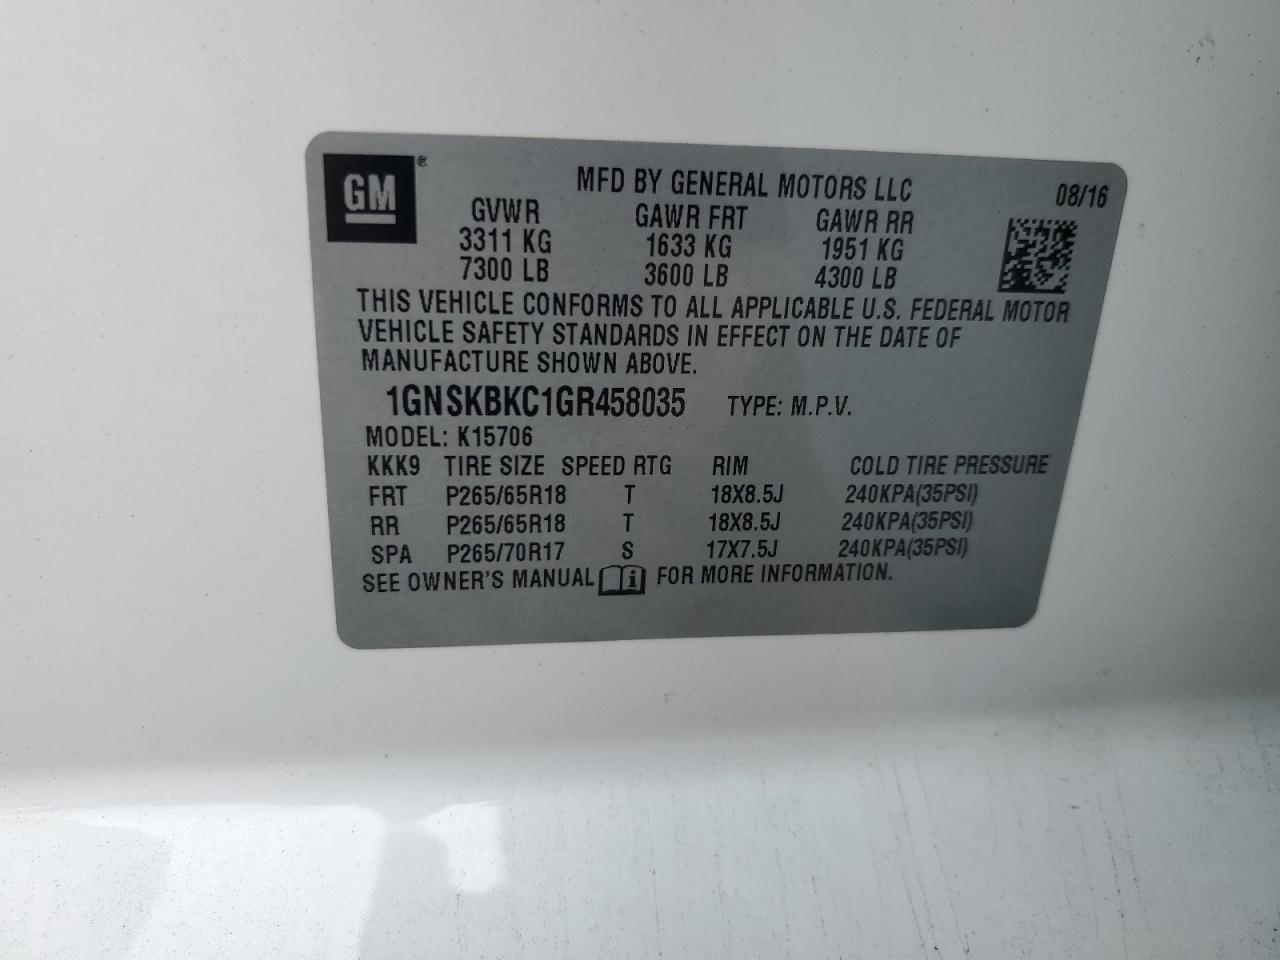 GM®
MFD BY GENERAL MOTORS LLC 08/16
GVWR GAWR FRT GAWR RR
3311 KG 1633 KG 1951 KG
7300 LB 3600 LB 4300 LB
THIS VEHICLE CONFORMS TO ALL APPLICABLE U.S. FEDERAL MOTOR
VEHICLE SAFETY STANDARDS IN EFFECT ON THE DATE OF
MANUFACTURE SHOWN ABOVE.
1GNSKBKC1GR458035 TYPE: M.P.V.
MODEL: K15706
KKK9 TIRE SIZE SPEED RTG RIM COLD TIRE PRESSURE
FRT P265/65R18 T 18X8.5J 240KPA(35PSI)
RR P265/65R18 T 18X8.5J 240KPA(35PSI)
SPA P265/70R17 S 17X7.5J 240KPA(35PSI)
SEE OWNER'S MANUAL i FOR MORE INFORMATION.